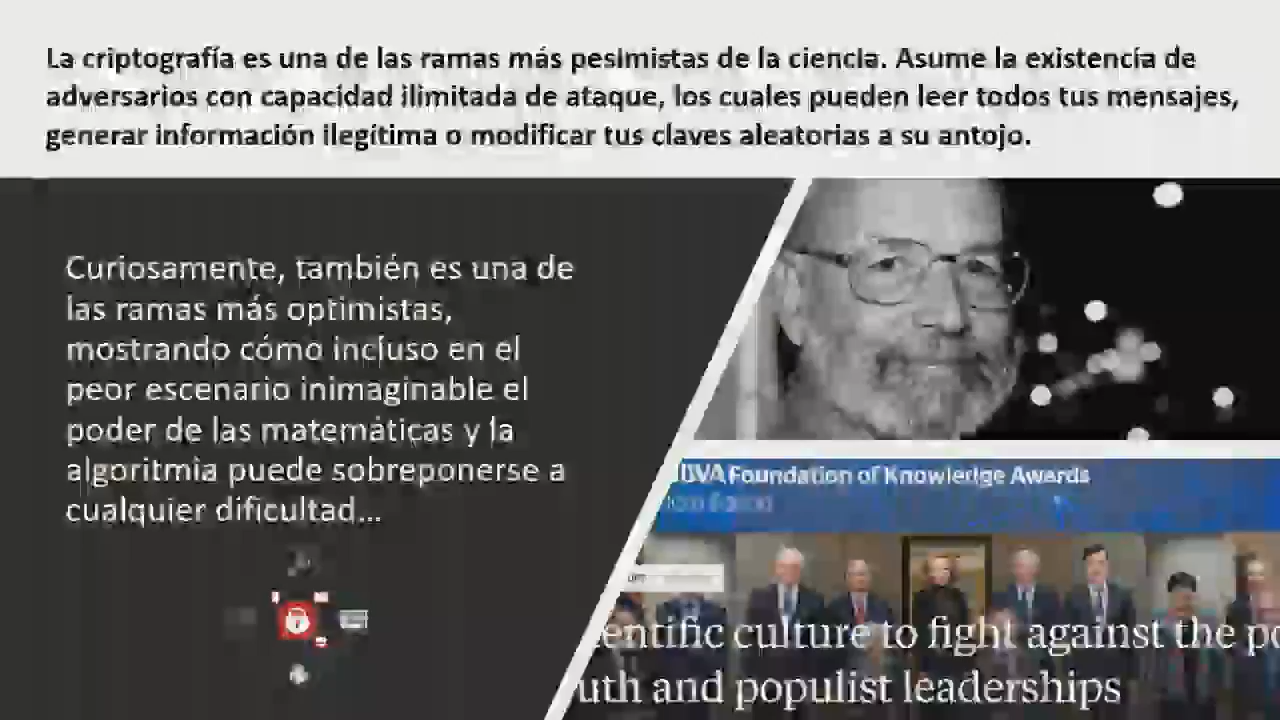 La criptografía es una de las ramas más pesimistas de la ciencia. Asume la existencia de
adversarios con capacidad ilimitada de ataque, los cuales pueden leer todos tus mensajes,
generar información ilegítima o modificar tus claves aleatorias a su antojo.
Curiosamente, también es una de
las ramas más optimistas,
mostrando cómo incluso en el
peor escenario inimaginable el
poder de las matemáticas y la
algoritmia puede sobreponerse a
cualquier dificultad...
BVA Foundation of Knowledge Awards
entific culture to fight against the po
uth and populist leaderships